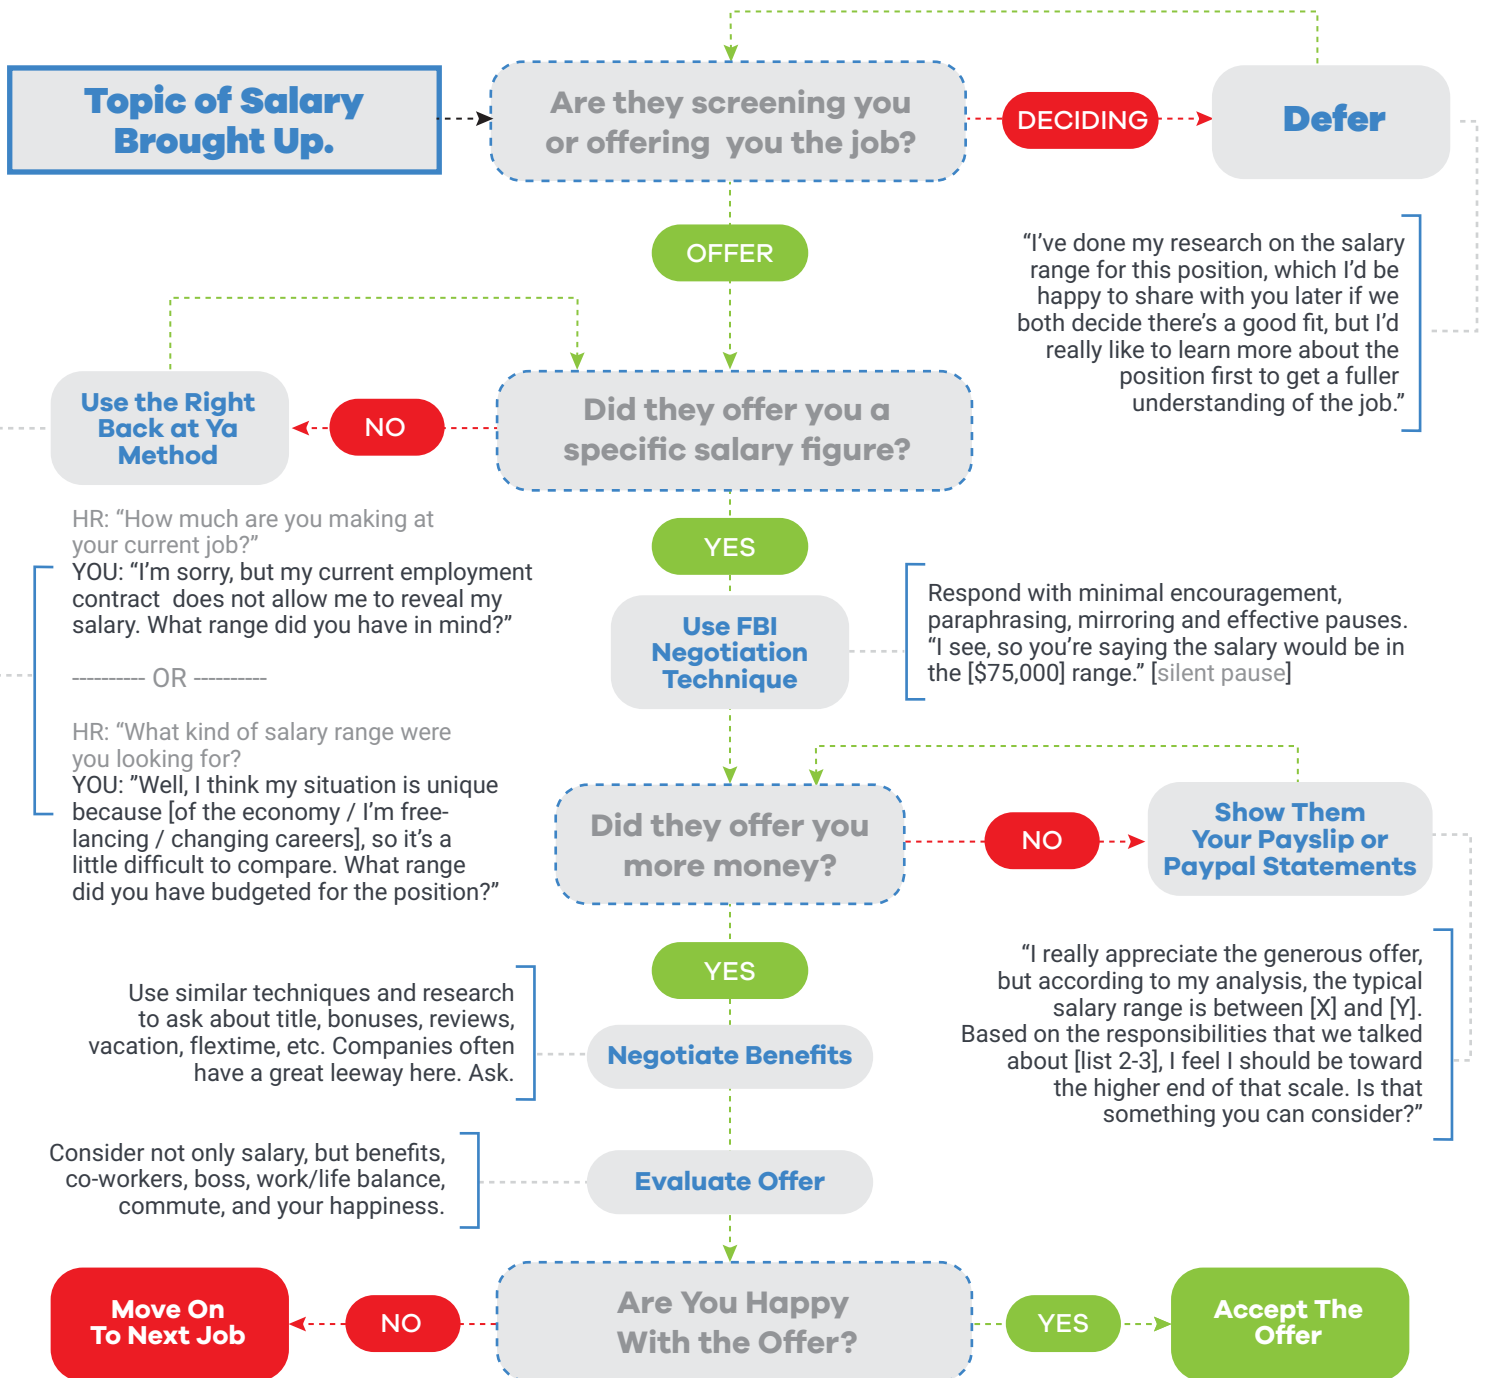 Topic of Salary
Brought Up.
Are they screening you
or offering you the job?
DECIDING
Defer
OFFER
“I’ve done my research on the salary
range for this position, which I’d be
happy to share with you later if we
both decide there’s a good fit, but I’d
really like to learn more about the
position first to get a fuller
understanding of the job.”
Did they offer you a
specific salary figure?
NO
Use the Right
Back at Ya
Method
HR: “How much are you making at
your current job?”
YOU: “I’m sorry, but my current employment
contract does not allow me to reveal my
salary. What range did you have in mind?”
---------- OR ----------
HR: “What kind of salary range were
you looking for?
YOU: ”Well, I think my situation is unique
because [of the economy / I’m free-
lancing / changing careers], so it’s a
little difficult to compare. What range
did you have budgeted for the position?”
YES
Use FBI
Negotiation
Technique
Respond with minimal encouragement,
paraphrasing, mirroring and effective pauses.
“I see, so you’re saying the salary would be in
the [$75,000] range.” [silent pause]
Did they offer you
more money?
NO
Show Them
Your Payslip or
Paypal Statements
“I really appreciate the generous offer,
but according to my analysis, the typical
salary range is between [X] and [Y].
Based on the responsibilities that we talked
about [list 2-3], I feel I should be toward
the higher end of that scale. Is that
something you can consider?”
YES
Use similar techniques and research
to ask about title, bonuses, reviews,
vacation, flextime, etc. Companies often
have a great leeway here. Ask.
Negotiate Benefits
Consider not only salary, but benefits,
co-workers, boss, work/life balance,
commute, and your happiness.
Evaluate Offer
Are You Happy
With the Offer?
NO
Move On
To Next Job
YES
Accept The
Offer